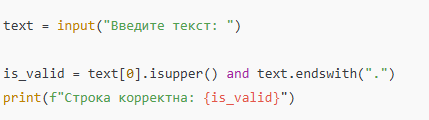 text = input("Введите текст: ")
is_valid = text[0].isupper() and text.endswith(".")
print(f"Строка корректна: {is_valid}")